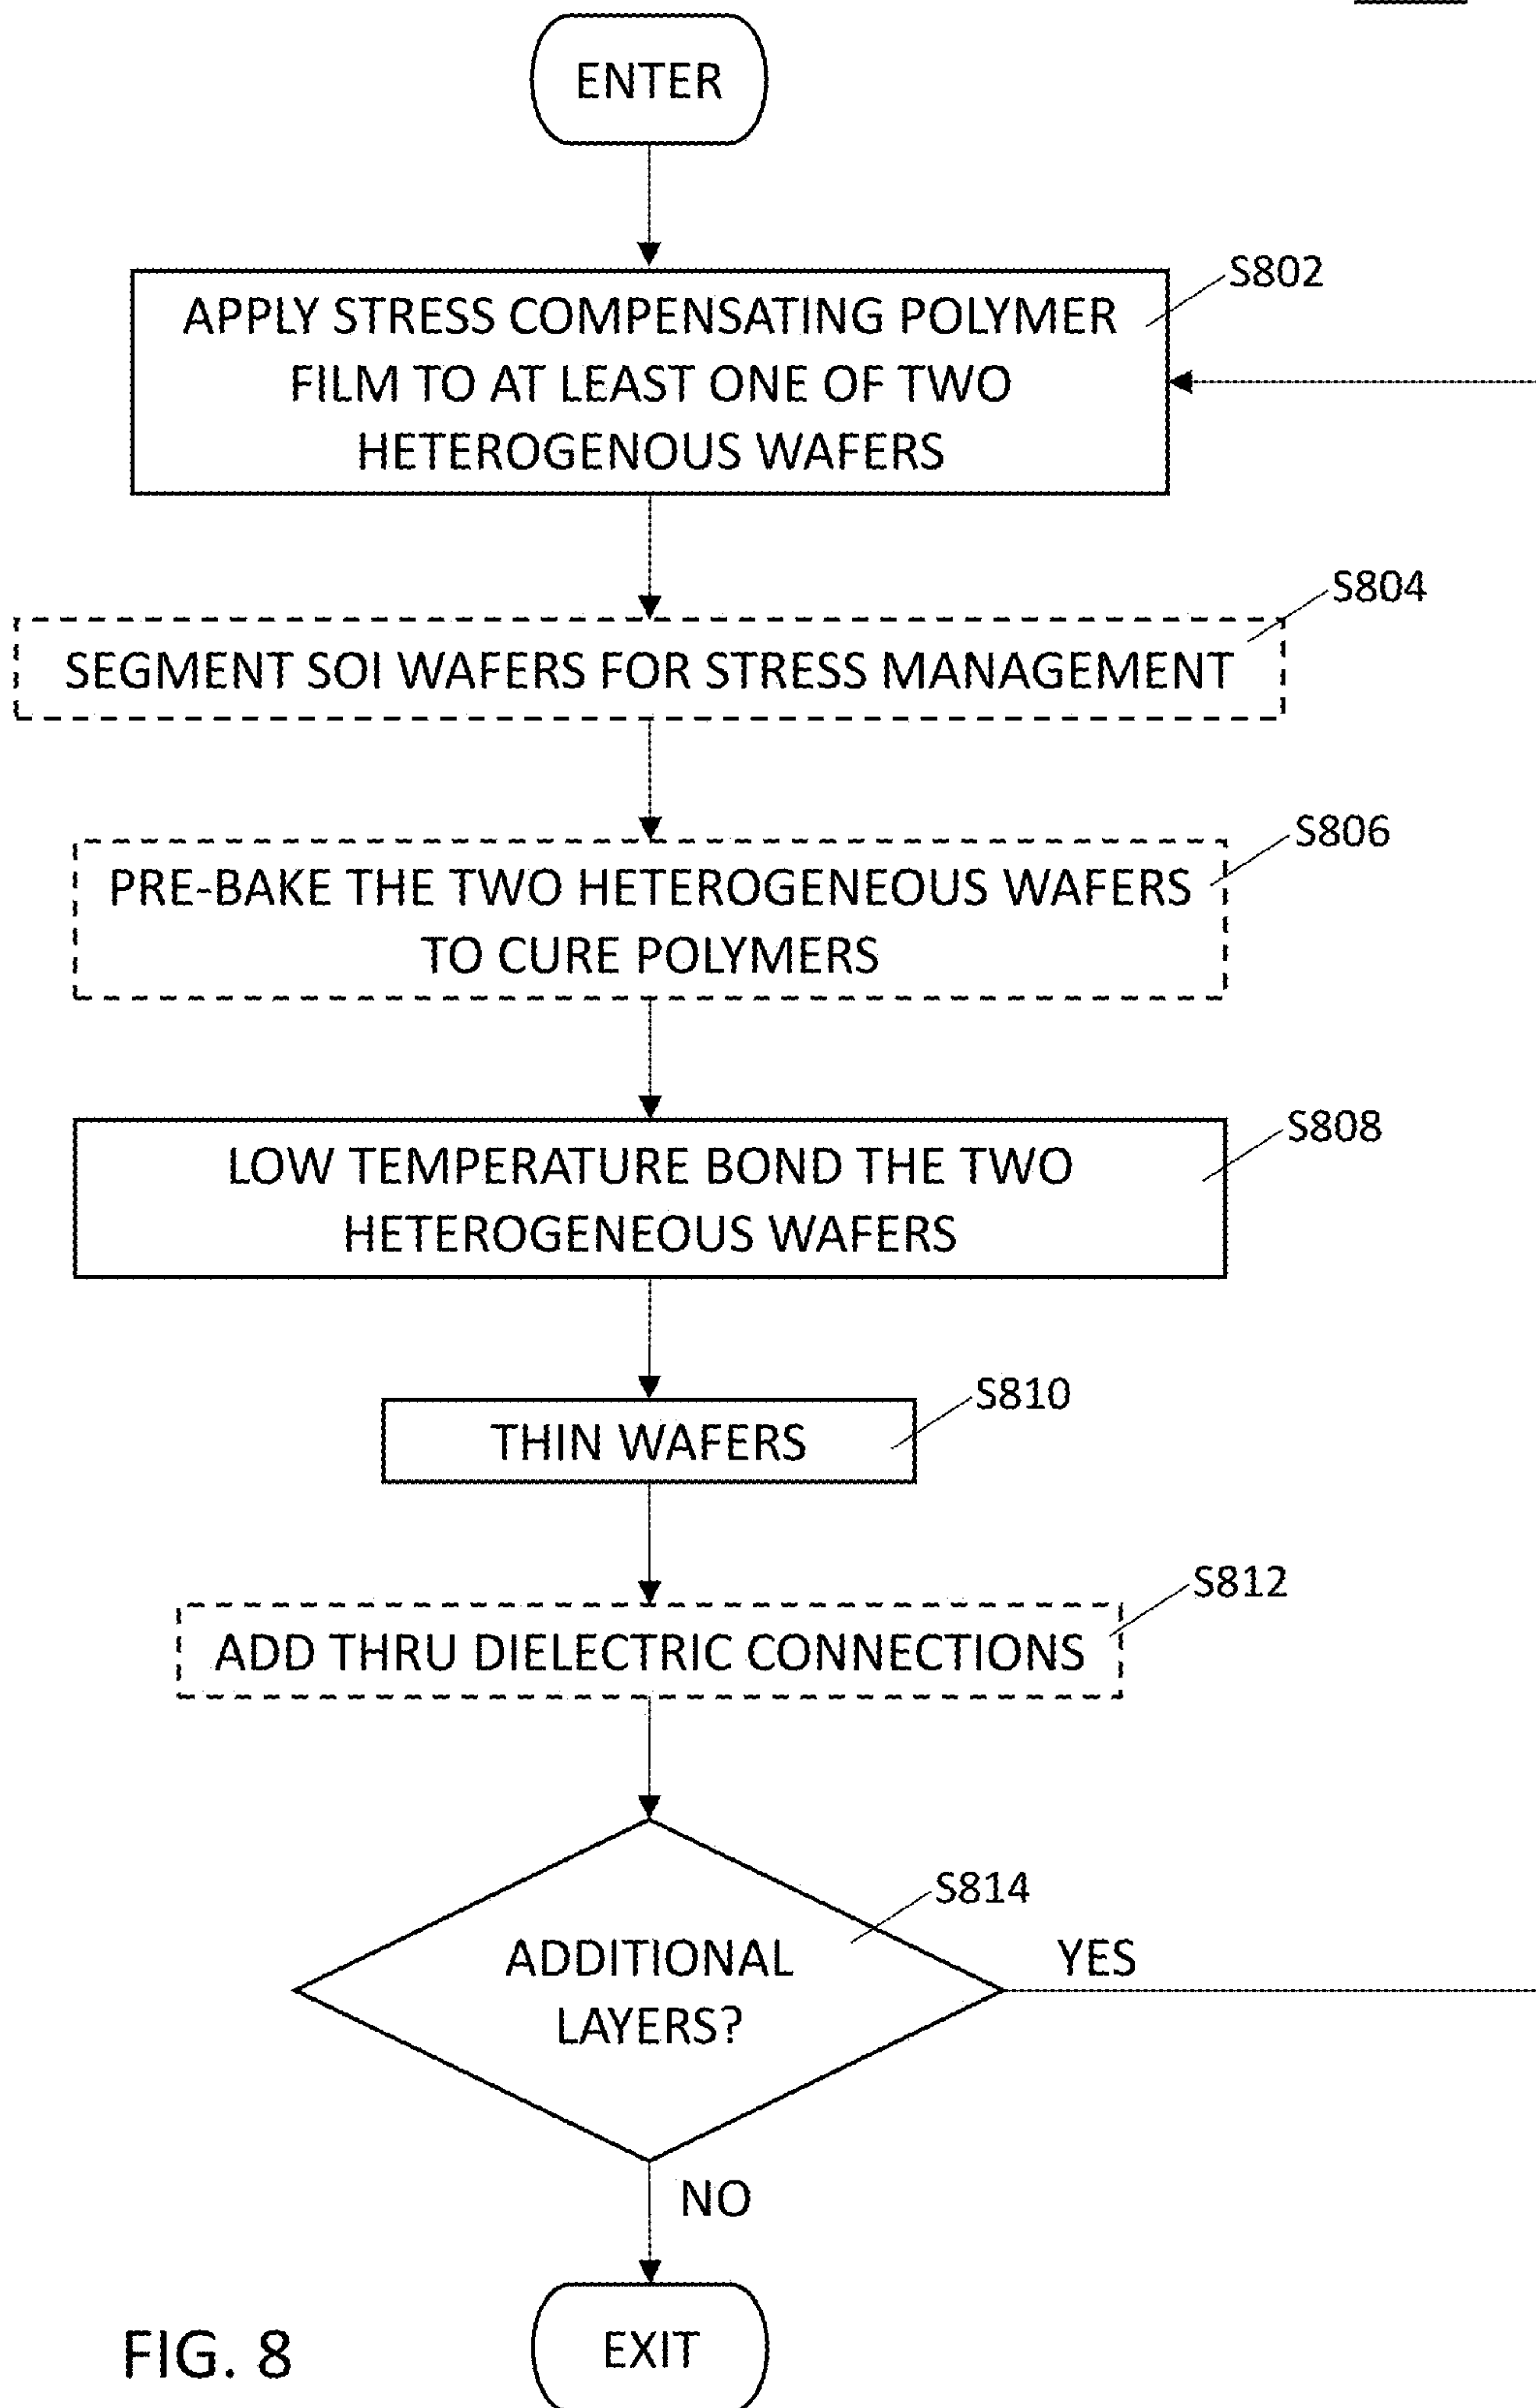 ENTER
S802
APPLY STRESS COMPENSATING POLYMER
FILM TO AT LEAST ONE OF TWO
HETEROGENOUS WAFERS
S804
SEGMENT SOI WAFERS FOR STRESS MANAGEMENT
S806
PRE-BAKE THE TWO HETEROGENEOUS WAFERS
TO CURE POLYMERS
S808
LOW TEMPERATURE BOND THE TWO
HETEROGENEOUS WAFERS
S810
THIN WAFERS
S812
ADD THRU DIELECTRIC CONNECTIONS
S814
ADDITIONAL
LAYERS?
YES
NO
EXIT
FIG. 8